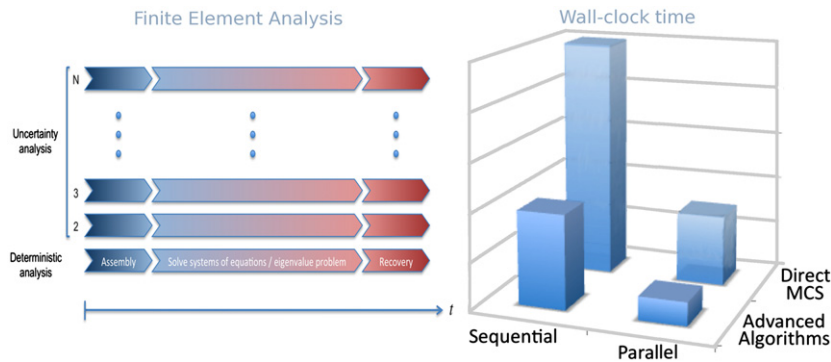 Finite Element Analysis
N
Uncertainty
analysis
3
2
Deterministic
analysis
Assembly
Solve systems of equations / eigenvalue problem
Recovery
t
Wall-clock time
Direct
MCS
Advanced
Algorithms
Sequential
Parallel